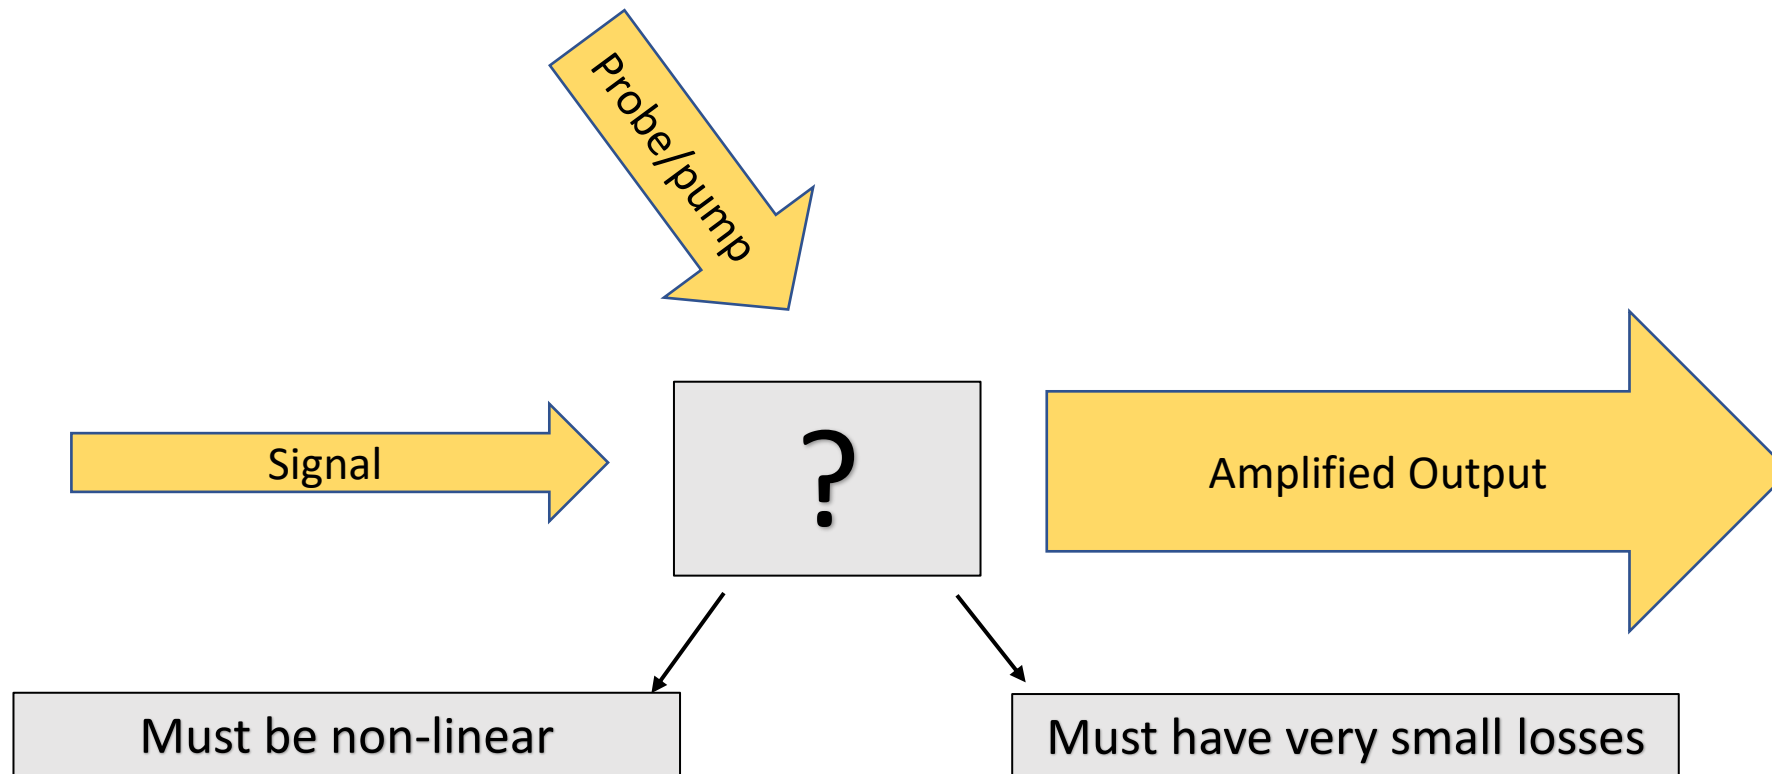 Probe/pump
Signal
?
Amplified Output
Must be non-linear
Must have very small losses